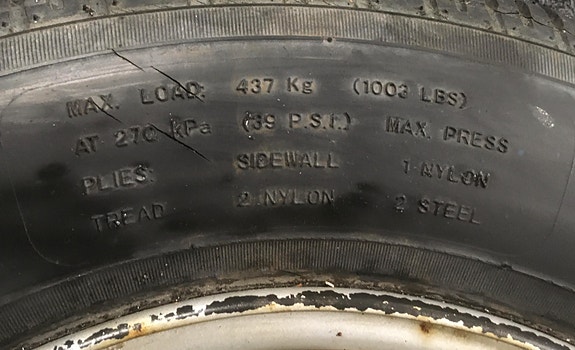 MAX. LOAD: 437 Kg (1003 LBS)
AT 270 kPa (39 P.S.I.) MAX. PRESS
PLIES: SIDEWALL 1 NYLON
TREAD 2 NYLON 2 STEEL